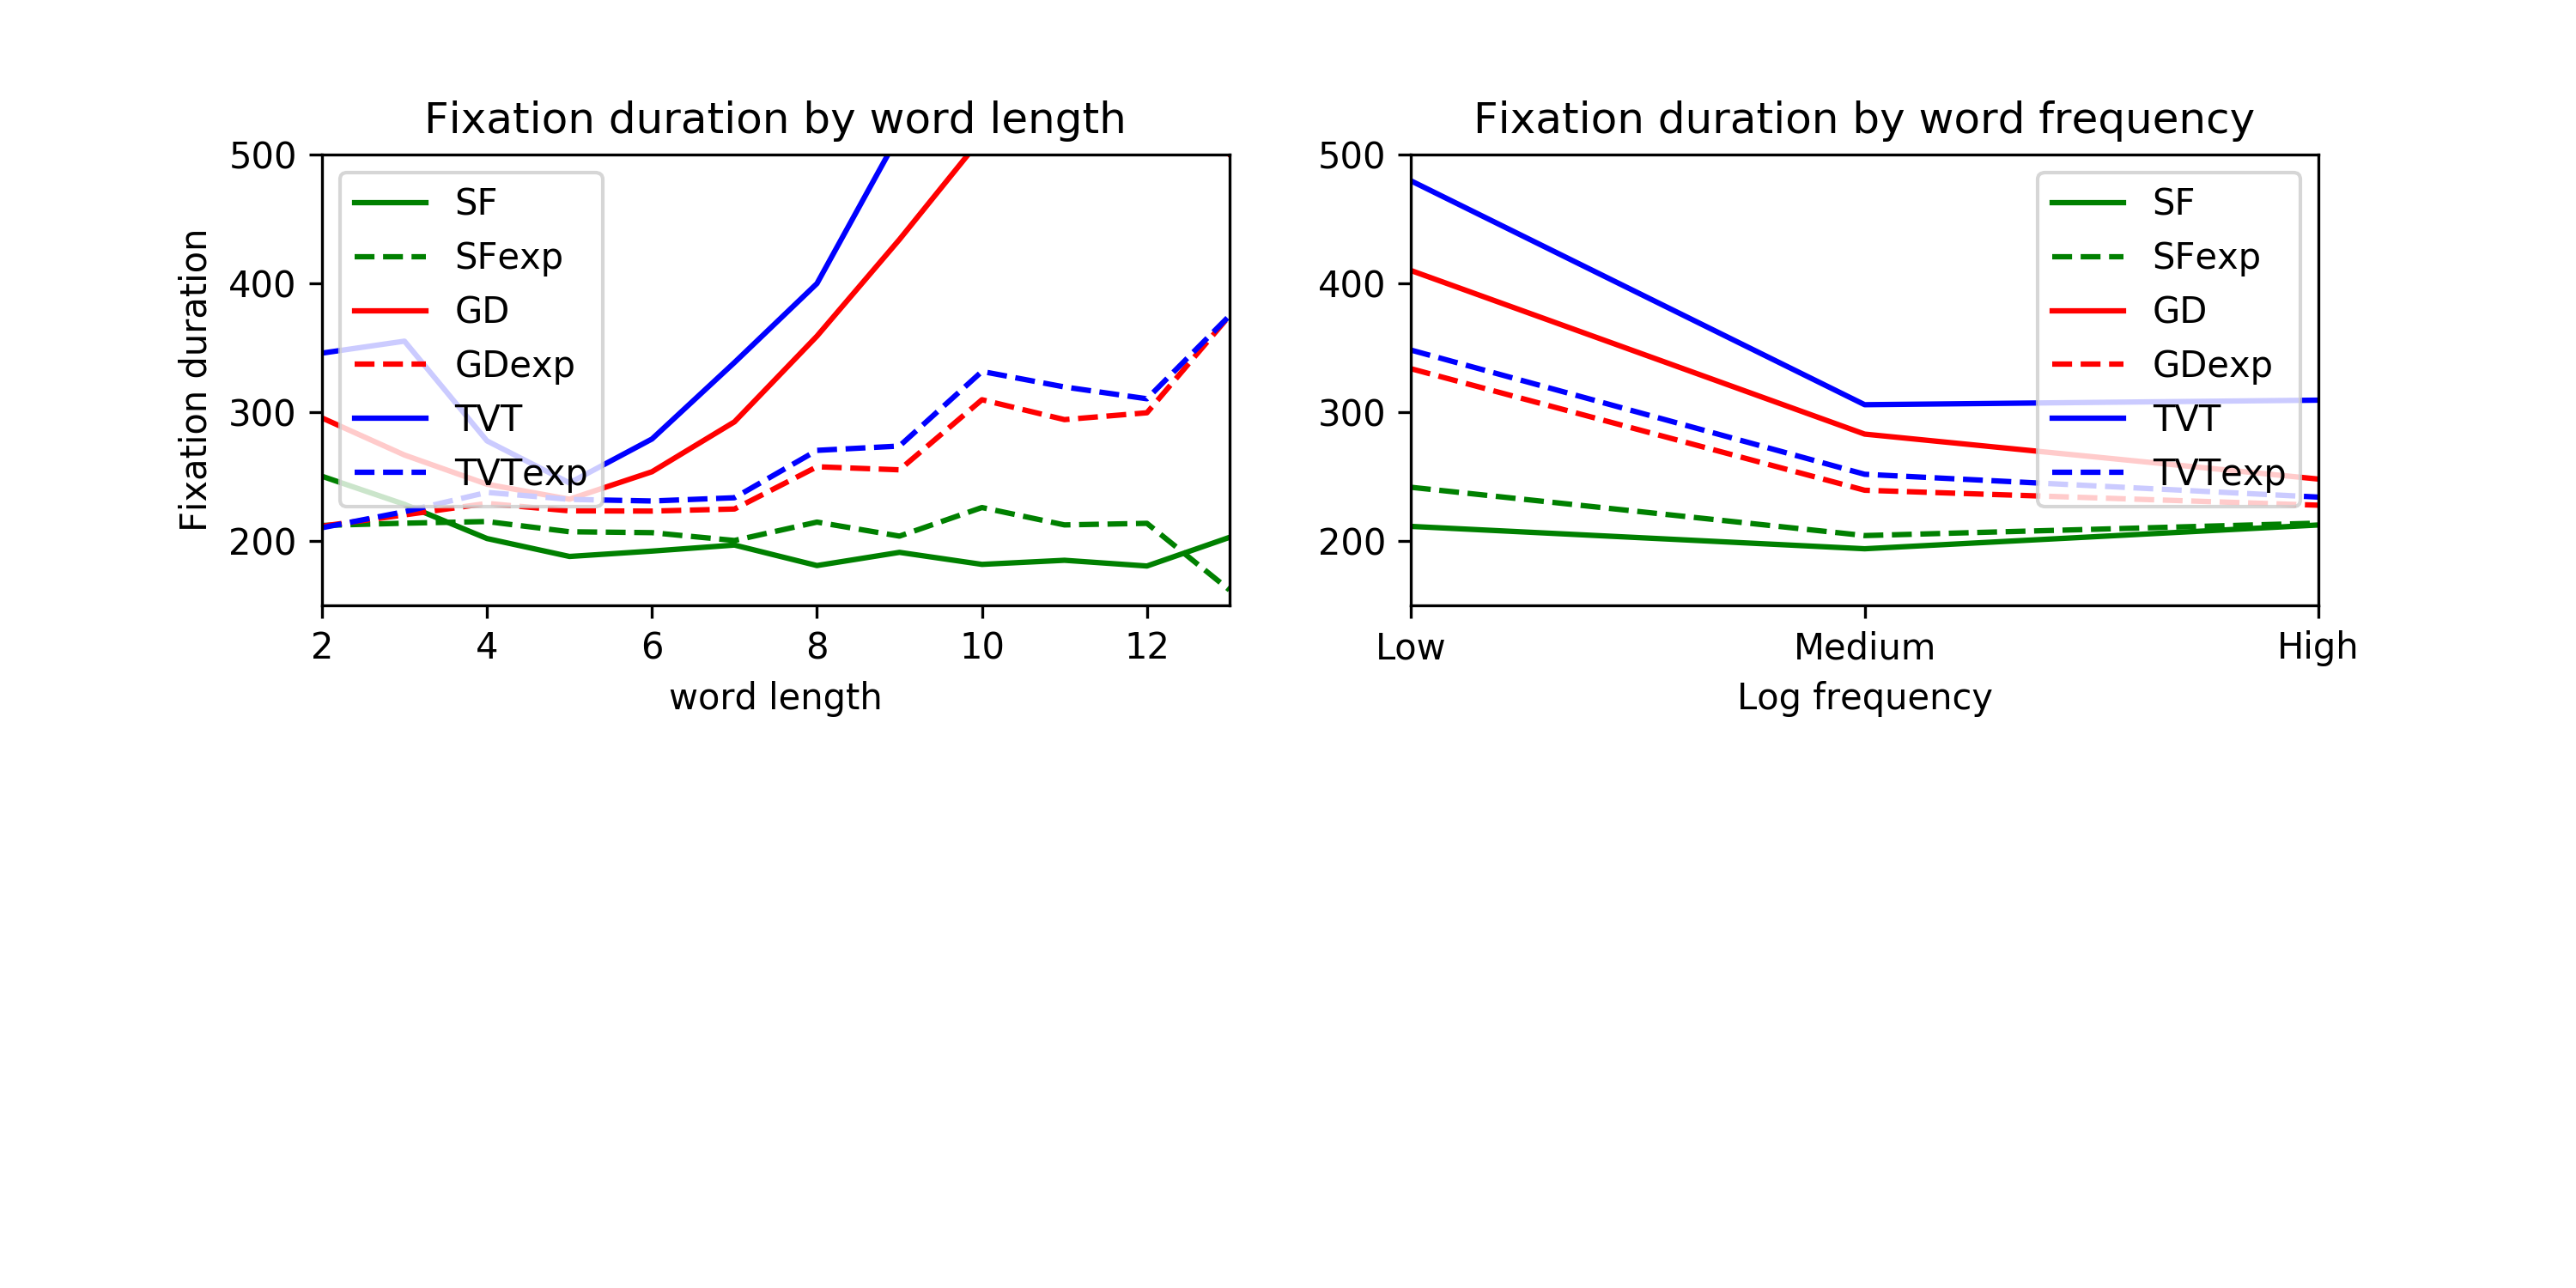 Fixation duration by word length
500
400
300
200
Fixation duration
SF
SFexp
GD
GDexp
TVT
TVTexp
2 4 6 8 10 12
word length
Fixation duration by word frequency
500
400
300
200
SF
SFexp
GD
GDexp
TVT
TVTexp
Low Medium High
Log frequency